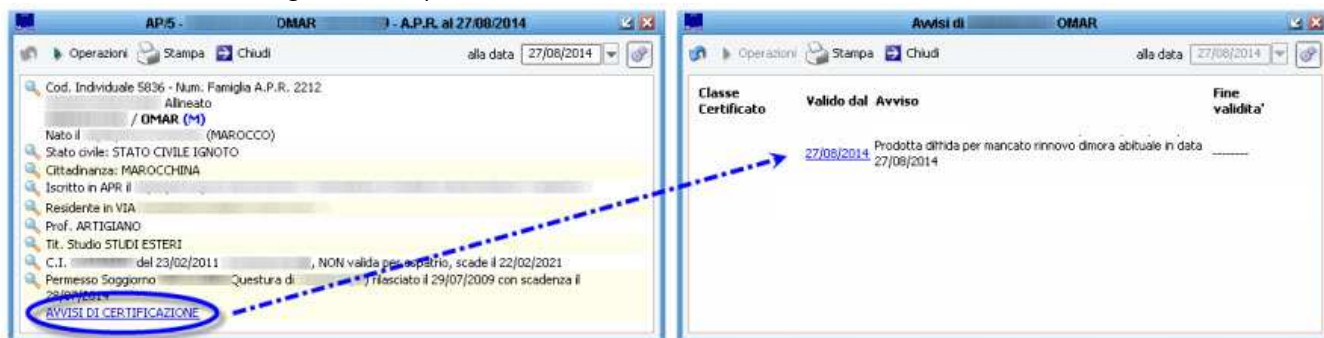 AP/5 - OMAR - A.P.R. al 27/08/2014
Operazioni Stampa Chiudi alla data 27/08/2014
Cod. Individuale 5836 - Num. Famiglia A.P.R. 2212
Alineato
/ OMAR (M)
Nato il (MAROCCO)
Stato civile: STATO CIVILE IGNOTO
Cittadinanza: MAROCCHINA
Iscritto in APR il
Residente in VIA
Prof. ARTIGIANO
Tit. Studio STUDI ESTERI
C.I. del 23/02/2011 , NON valida per espatrio, scade il 22/02/2021
Permesso Soggiorno Questura di ) rilasciato il 29/07/2009 con scadenza il
28/07/2014
AVVISI DI CERTIFICAZIONE
Avvisi di OMAR
Operazioni Stampa Chiudi alla data 27/08/2014
Classe Certificato Valido dal Avviso Fine validita'
27/08/2014 Prodotta diffida per mancato rinnovo dimora abituale in data
27/08/2014 --------